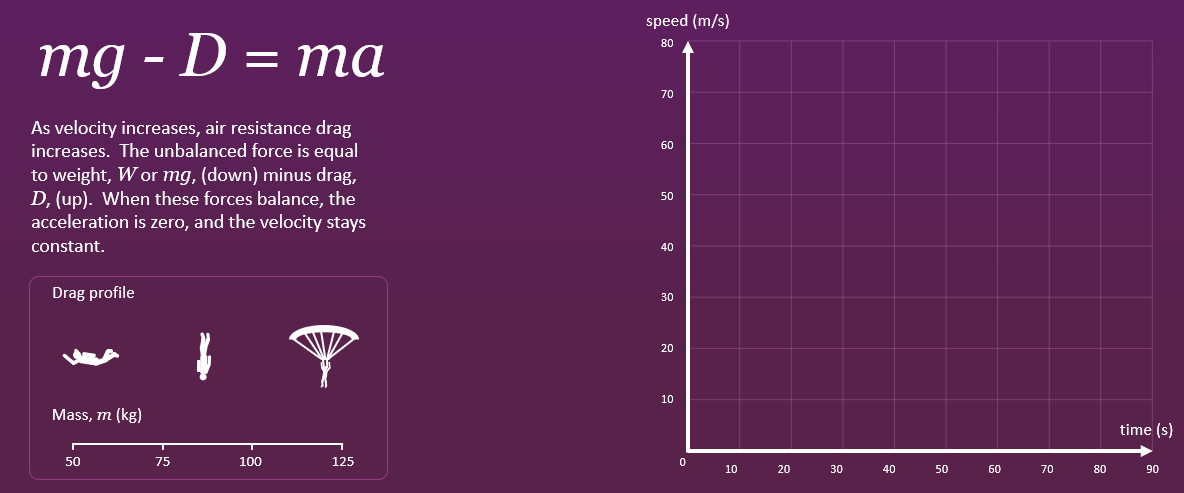 mg - D = ma
As velocity increases, air resistance drag
increases.  The unbalanced force is equal
to weight, W or mg, (down) minus drag,
D, (up).  When these forces balance, the
acceleration is zero, and the velocity stays
constant.
Drag profile
Mass, m (kg)
50 75 100 125
speed (m/s)
80
70
60
50
40
30
20
10
time (s)
0 10 20 30 40 50 60 70 80 90